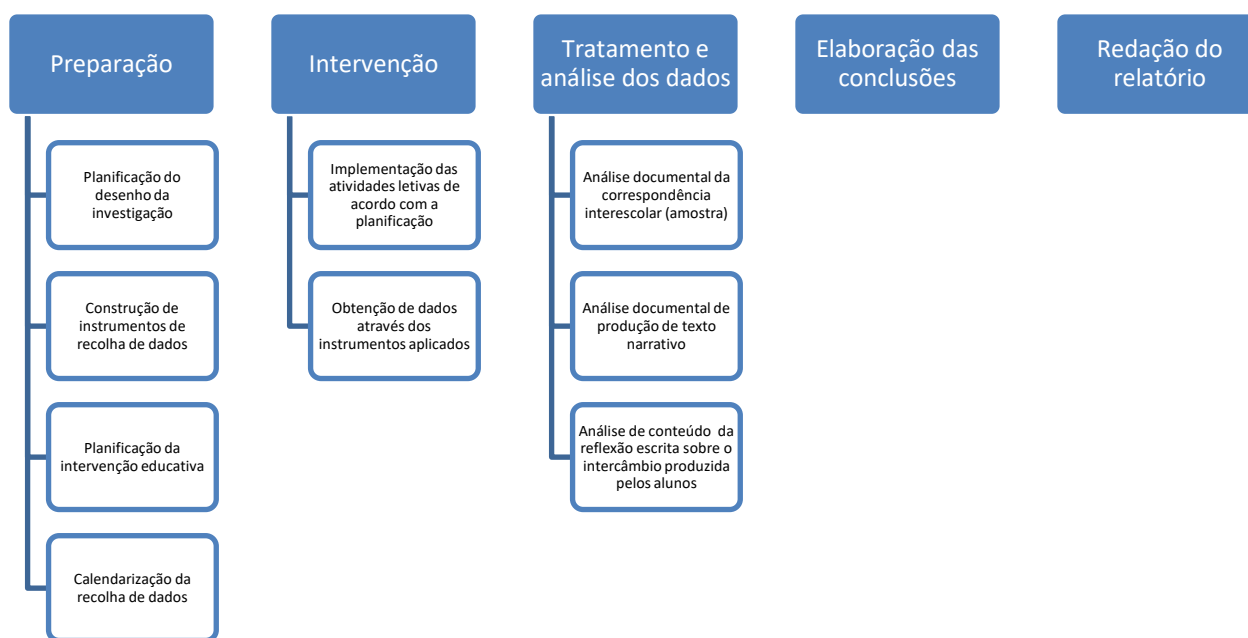 Preparação
Planificação do
desenho da
investigação
Construção de
instrumentos de
recolha de dados
Planificação da
intervenção educativa
Calendarização da
recolha de dados
Intervenção
Implementação das
atividades letivas de
acordo com a
planificação
Obtenção de dados
através dos
instrumentos aplicados
Tratamento e
análise dos dados
Análise documental da
correspondência
interescolar (amostra)
Análise documental de
produção de texto
narrativo
Análise de conteúdo da
reflexão escrita sobre o
intercâmbio produzida
pelos alunos
Elaboração das
conclusões
Redação do
relatório